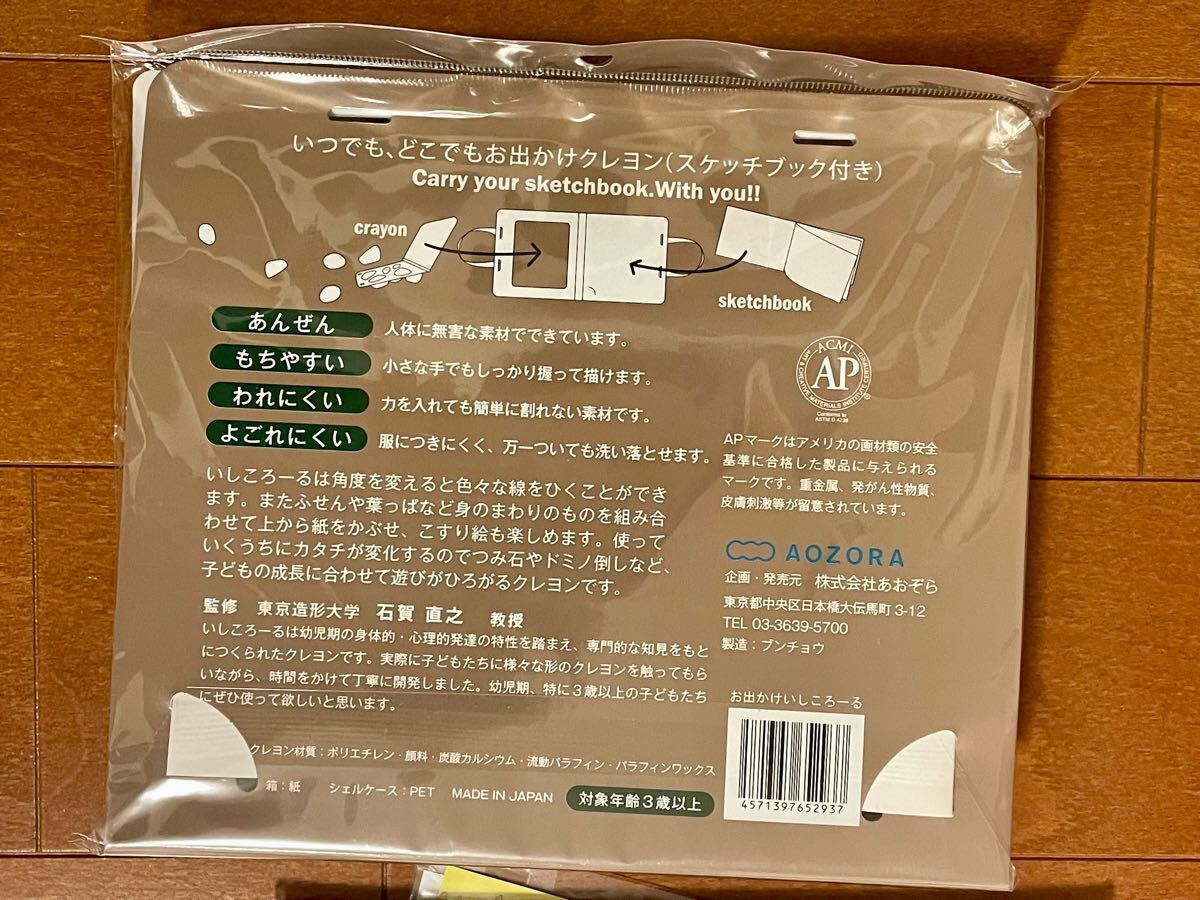 いつでも、どこでもお出かけクレヨン(スケッチブック付き)
Carry your sketchbook.With you!!
crayon
sketchbook
あんぜん 人体に無害な素材でできています。
もちやすい 小さな手でもしっかり握って描けます。
われにくい 力を入れても簡単に割れない素材です。
よごれにくい 服につきにくく、万一ついても洗い落とせます。
いしころーるは角度を変えると色々な線をひくことができ
ます。またふせんや葉っぱなど身のまわりのものを組み合
わせて上から紙をかぶせ、こすり絵も楽しめます。使って
いくうちにカタチが変化するのでつみ石やドミノ倒しなど、
子どもの成長に合わせて遊びがひろがるクレヨンです。
監修 東京造形大学 石賀 直之 教授
いしころーるは幼児期の身体的・心理的発達の特性を踏まえ、専門的な知見をもと
につくられたクレヨンです。実際に子どもたちに様々な形のクレヨンを触ってもら
いながら、時間をかけて丁寧に開発しました。幼児期、特に3歳以上の子どもたち
にぜひ使って欲しいと思います。
クレヨン材質:ポリエチレン・顔料・炭酸カルシウム・流動パラフィン・パラフィンワックス
箱:紙 シェルケース:PET MADE IN JAPAN 対象年齢3歳以上
ACMI
ART & CREATIVE MATERIALS INSTITUTE CERTIFIED
AP
®
Conforms to
ASTM D 4236
APマークはアメリカの画材類の安全
基準に合格した製品に与えられる
マークです。重金属、発がん性物質、
皮膚刺激等が留意されています。
AOZORA
企画・発売元 株式会社あおぞら
東京都中央区日本橋大伝馬町3-12
TEL 03-3639-5700
製造:ブンチョウ
お出かけいしころーる
4571397652937